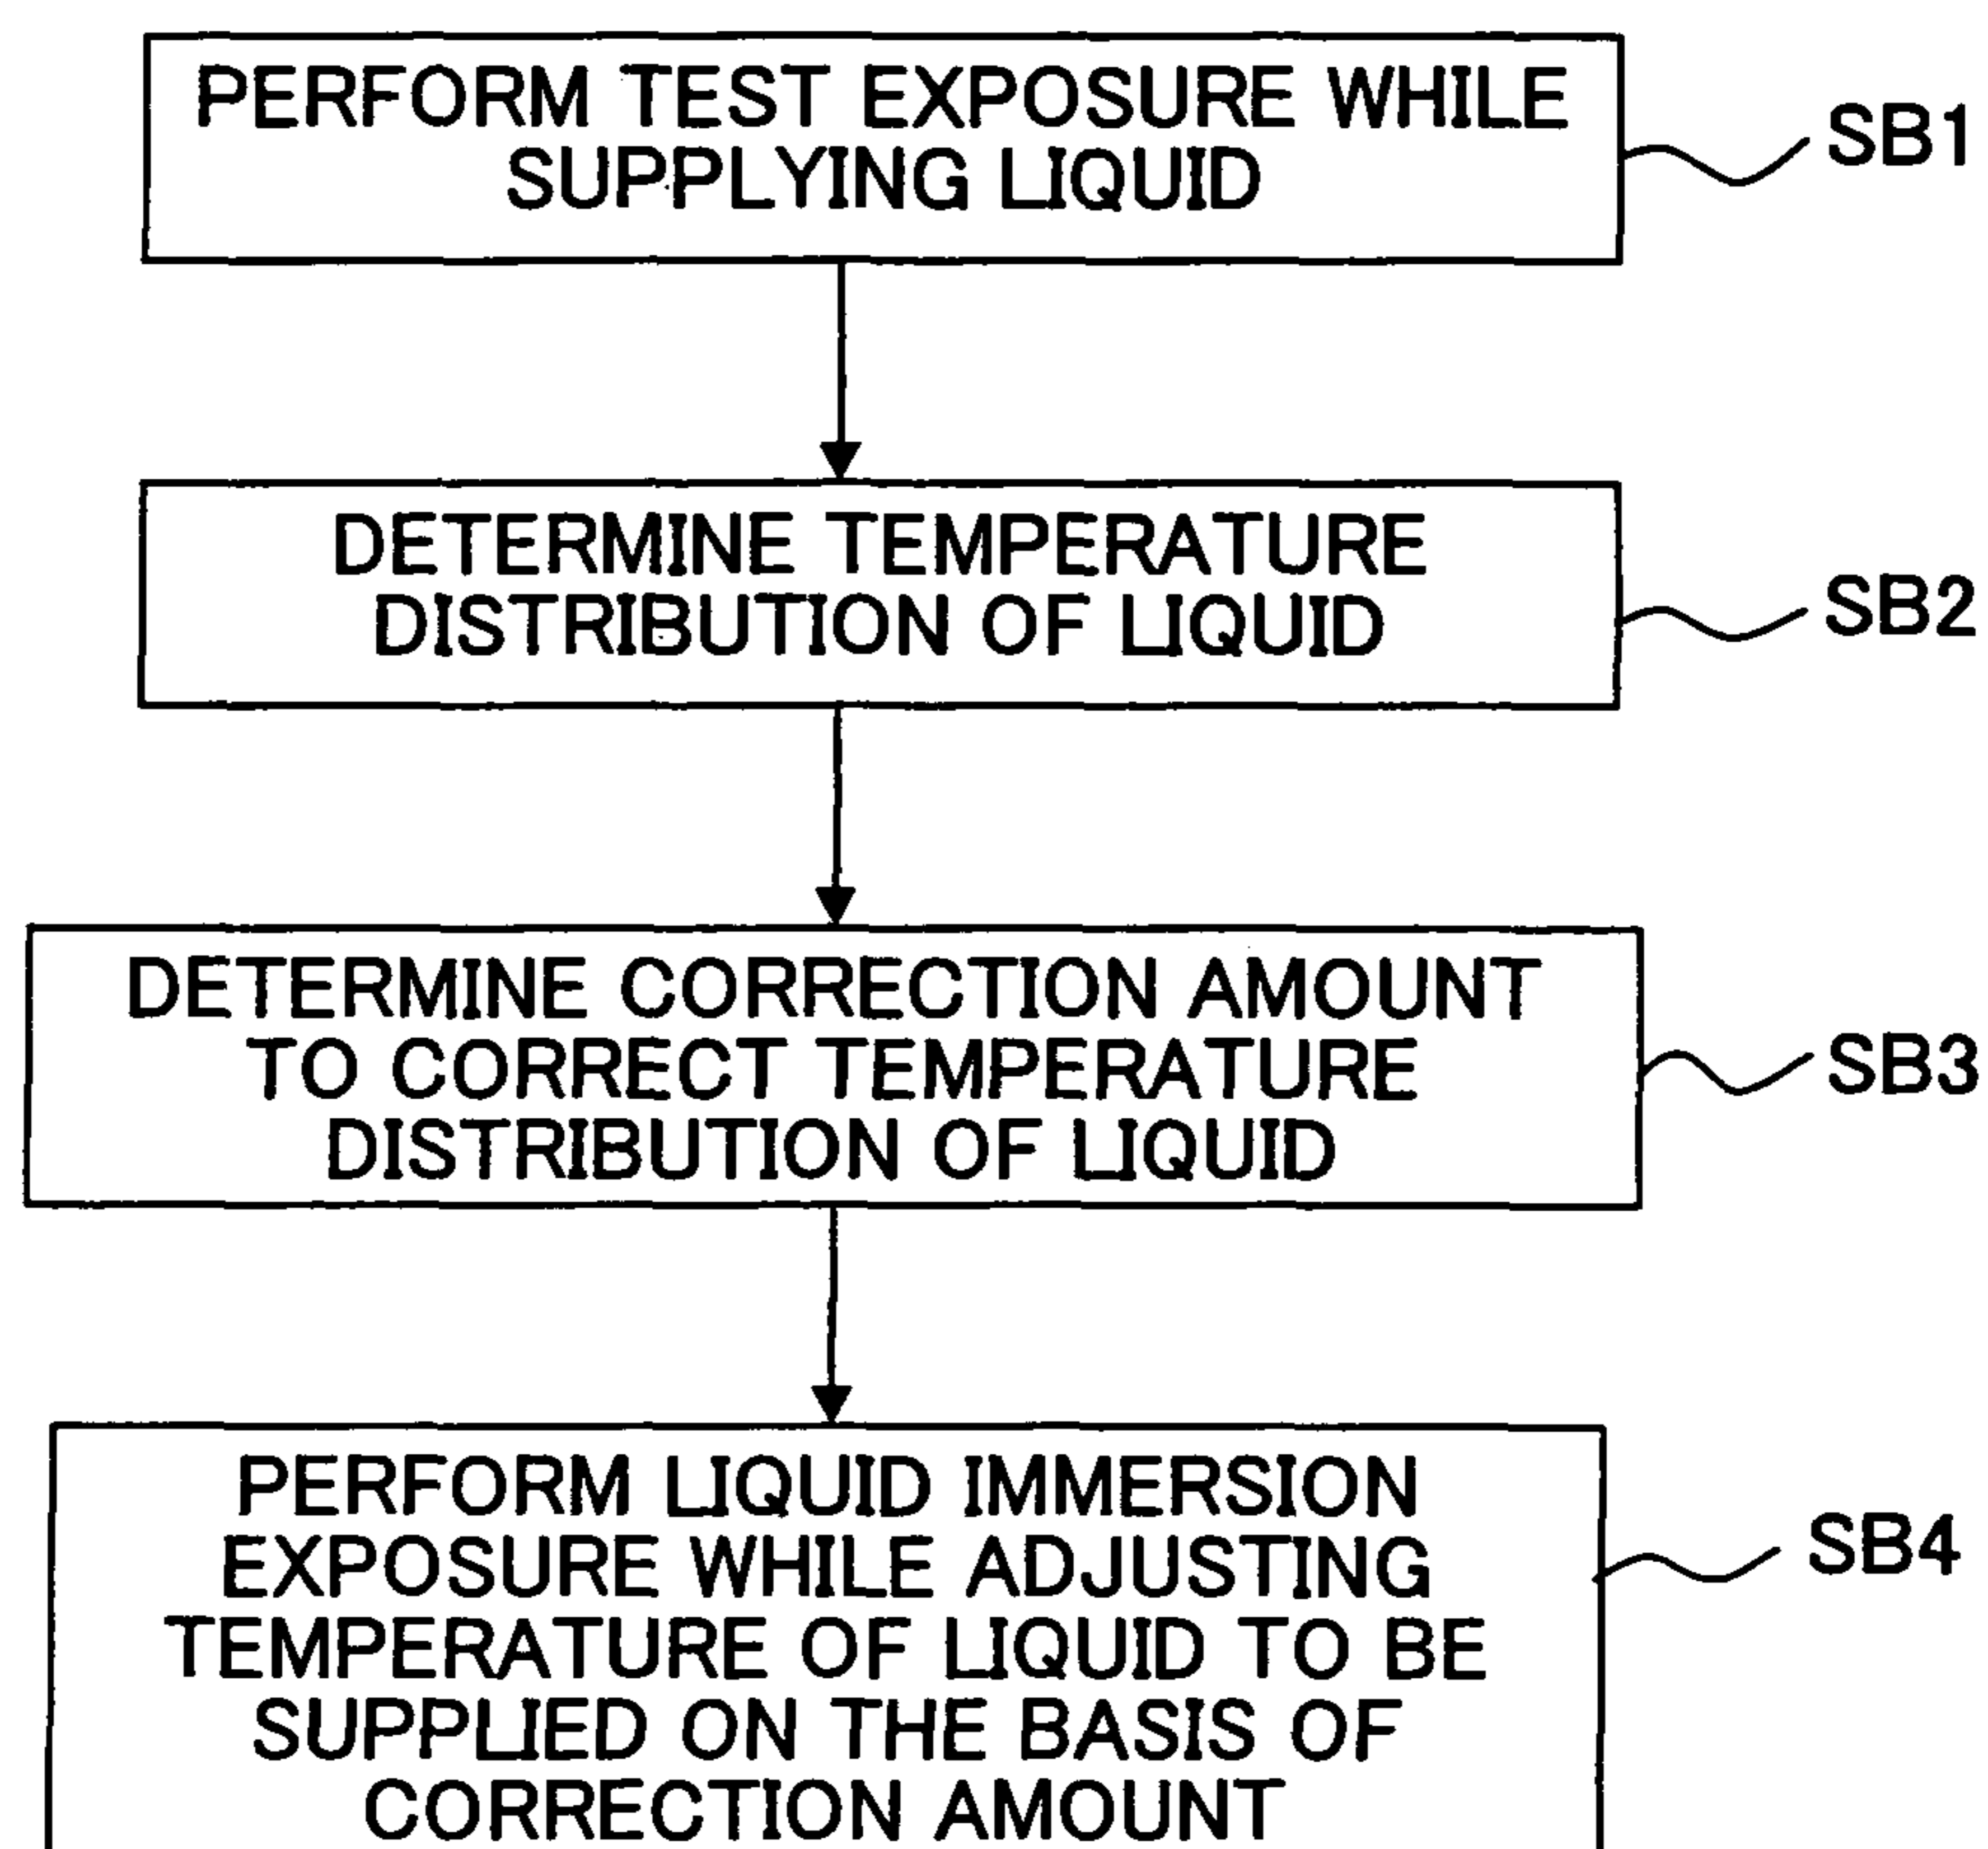 PERFORM TEST EXPOSURE WHILE
SUPPLYING LIQUID
SB1
DETERMINE TEMPERATURE
DISTRIBUTION OF LIQUID
SB2
DETERMINE CORRECTION AMOUNT
TO CORRECT TEMPERATURE
DISTRIBUTION OF LIQUID
SB3
PERFORM LIQUID IMMERSION
EXPOSURE WHILE ADJUSTING
TEMPERATURE OF LIQUID TO BE
SUPPLIED ON THE BASIS OF
CORRECTION AMOUNT
SB4